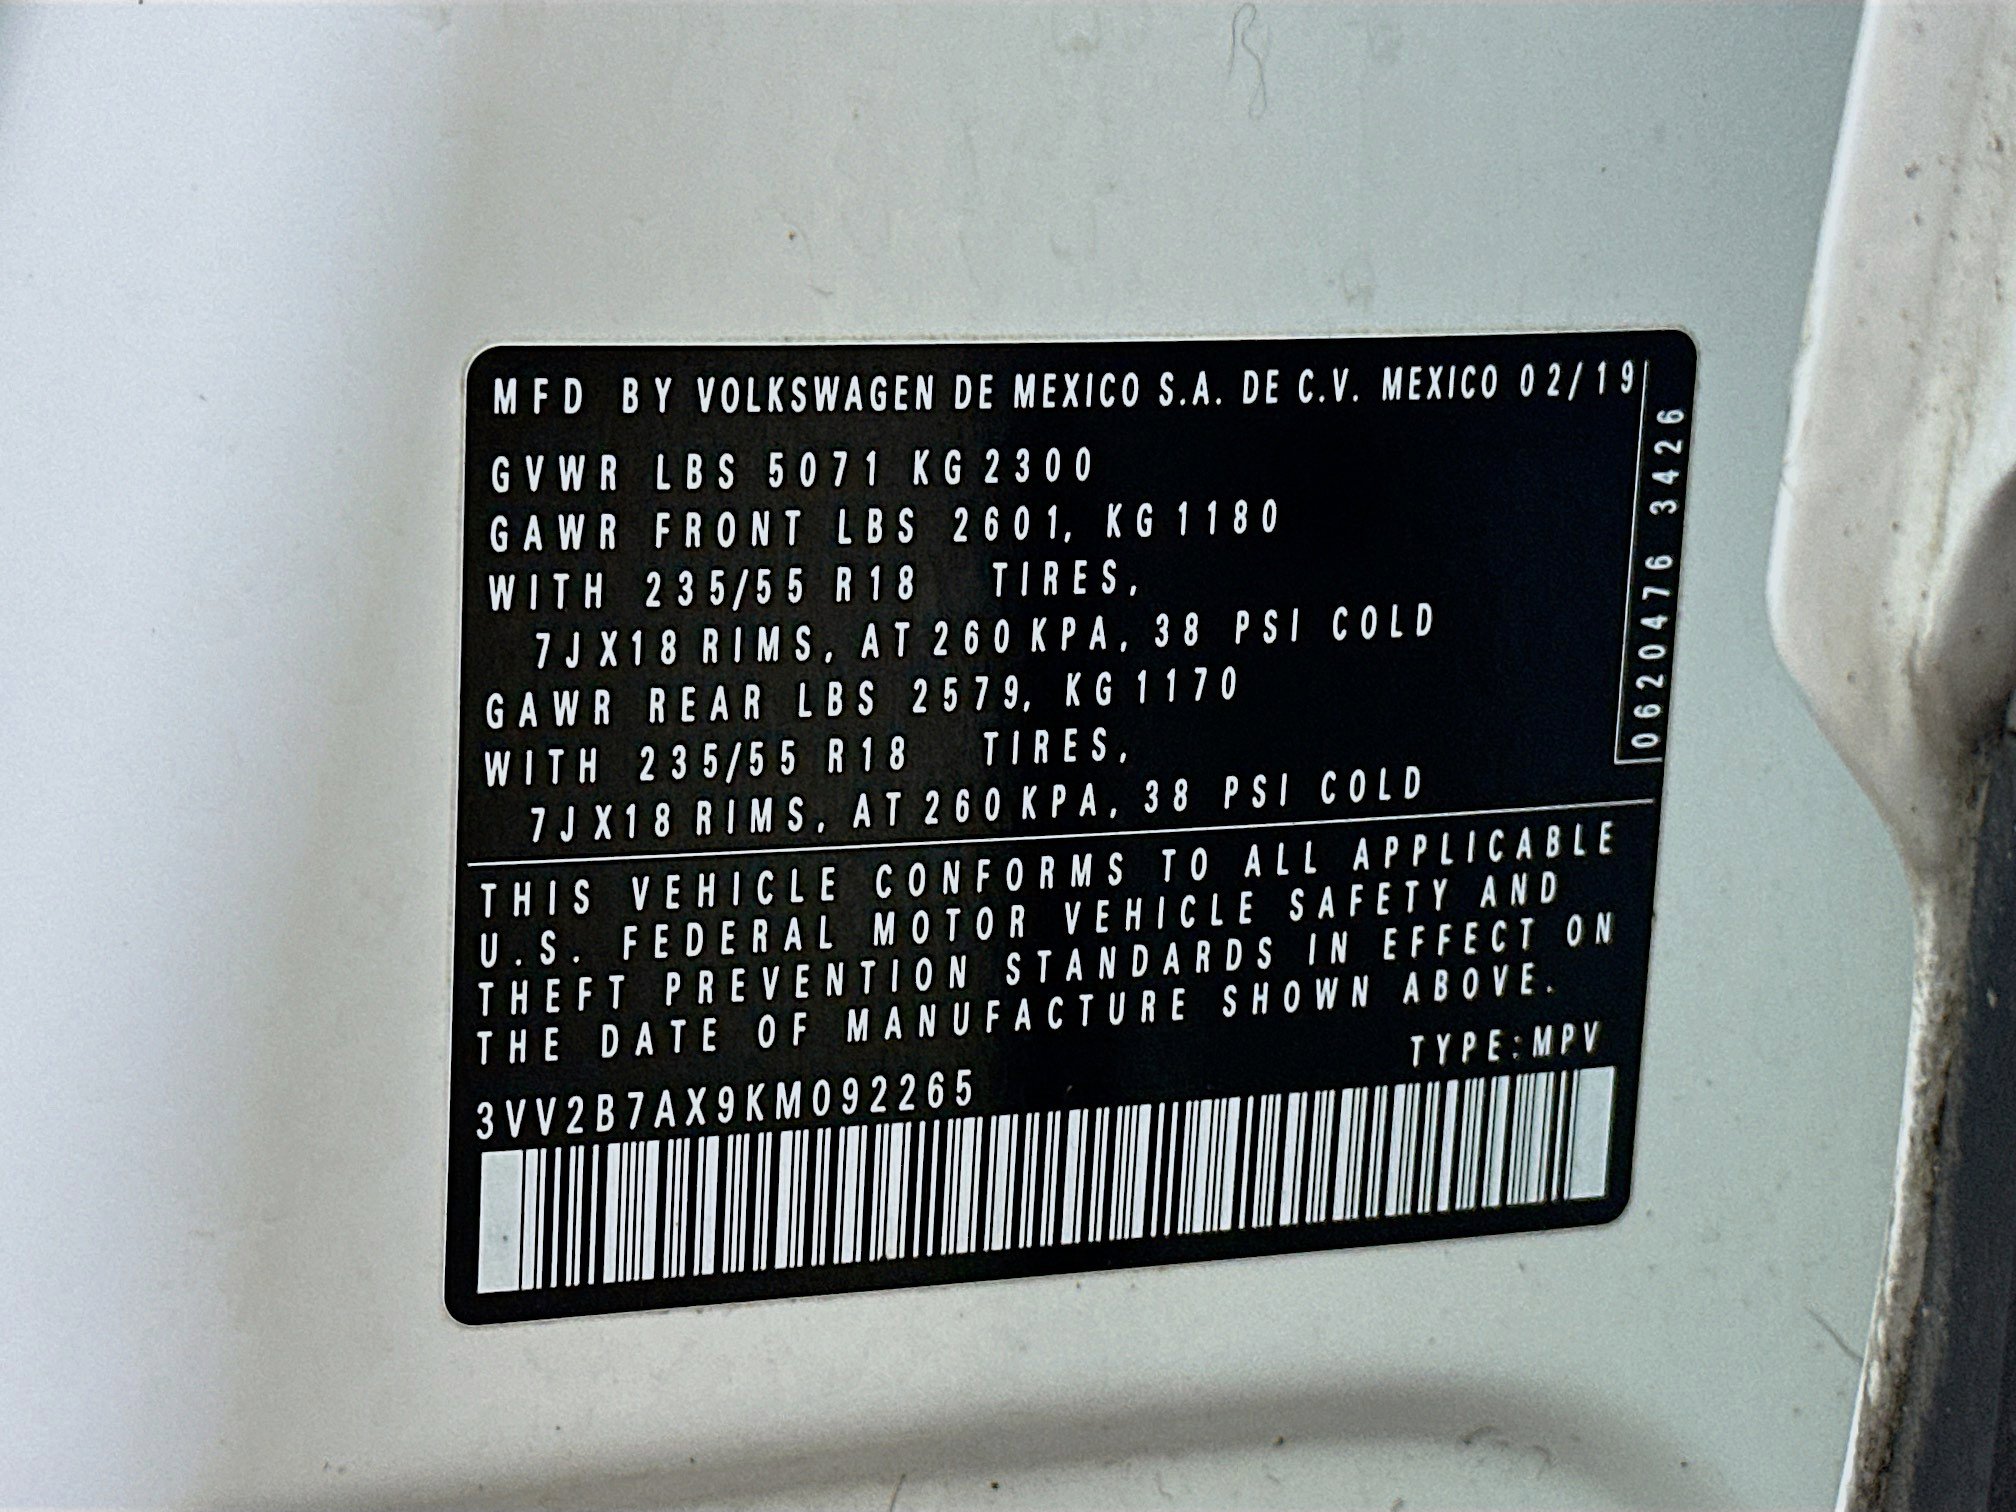 MFD BY VOLKSWAGEN DE MEXICO S.A. DE C.V. MEXICO 02/19
GVWR LBS 5071 KG 2300
GAWR FRONT LBS 2601, KG 1180
WITH 235/55 R18 TIRES,
7JX18 RIMS, AT 260 KPA, 38 PSI COLD
GAWR REAR LBS 2579, KG 1170
WITH 235/55 R18 TIRES,
7JX18 RIMS, AT 260 KPA, 38 PSI COLD
0620476 3426
THIS VEHICLE CONFORMS TO ALL APPLICABLE
U.S. FEDERAL MOTOR VEHICLE SAFETY AND
THEFT PREVENTION STANDARDS IN EFFECT ON
THE DATE OF MANUFACTURE SHOWN ABOVE.
TYPE:MPV
3VV2B7AX9KM092265